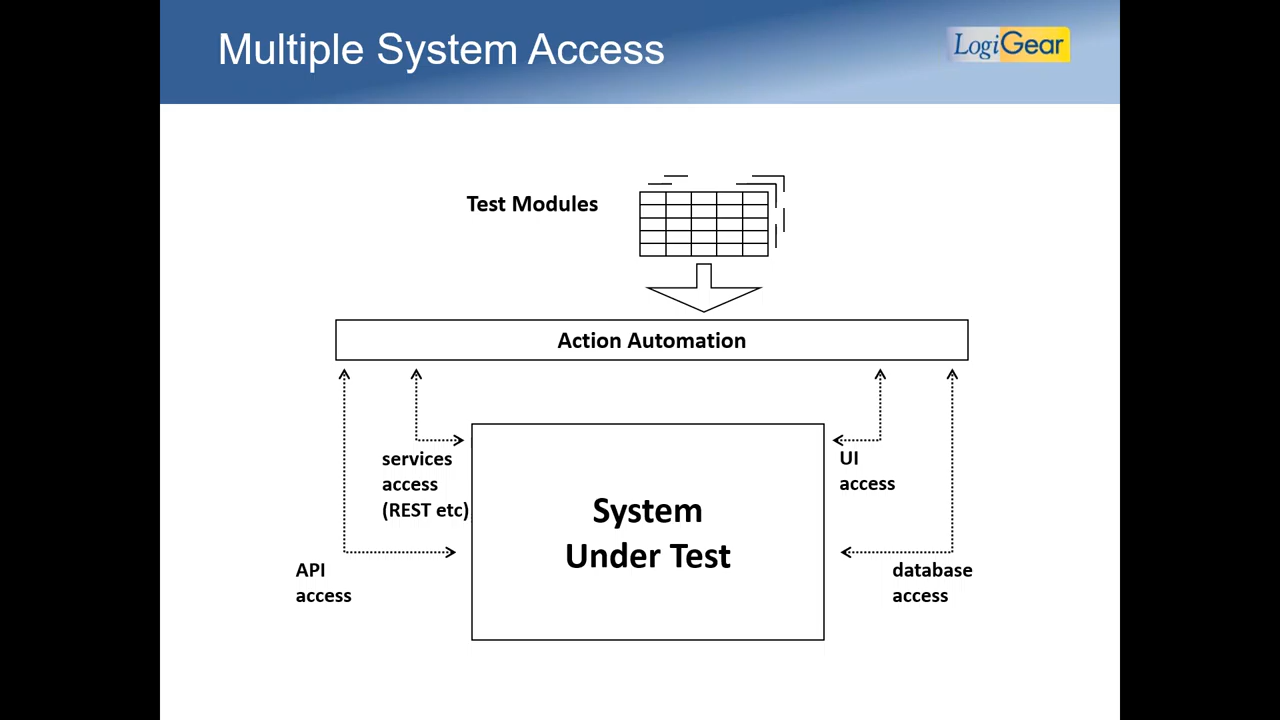 Multiple System Access
LogiGear
Test Modules
Action Automation
services
access
(REST etc)
UI
access
System
Under Test
API
access
database
access